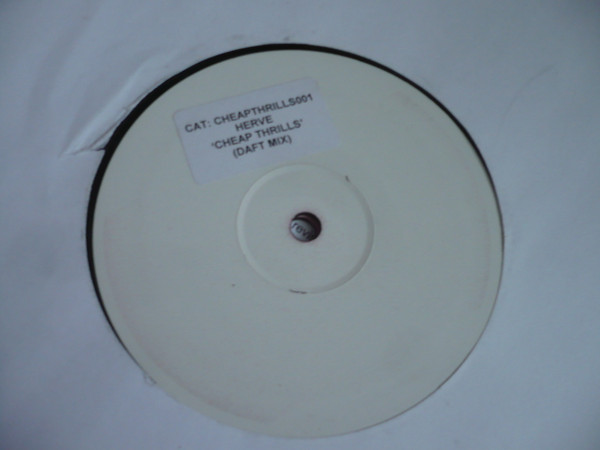 CAT: CHEAPTHRILLS001
HERVE
'CHEAP THRILLS'
(DAFT MIX)